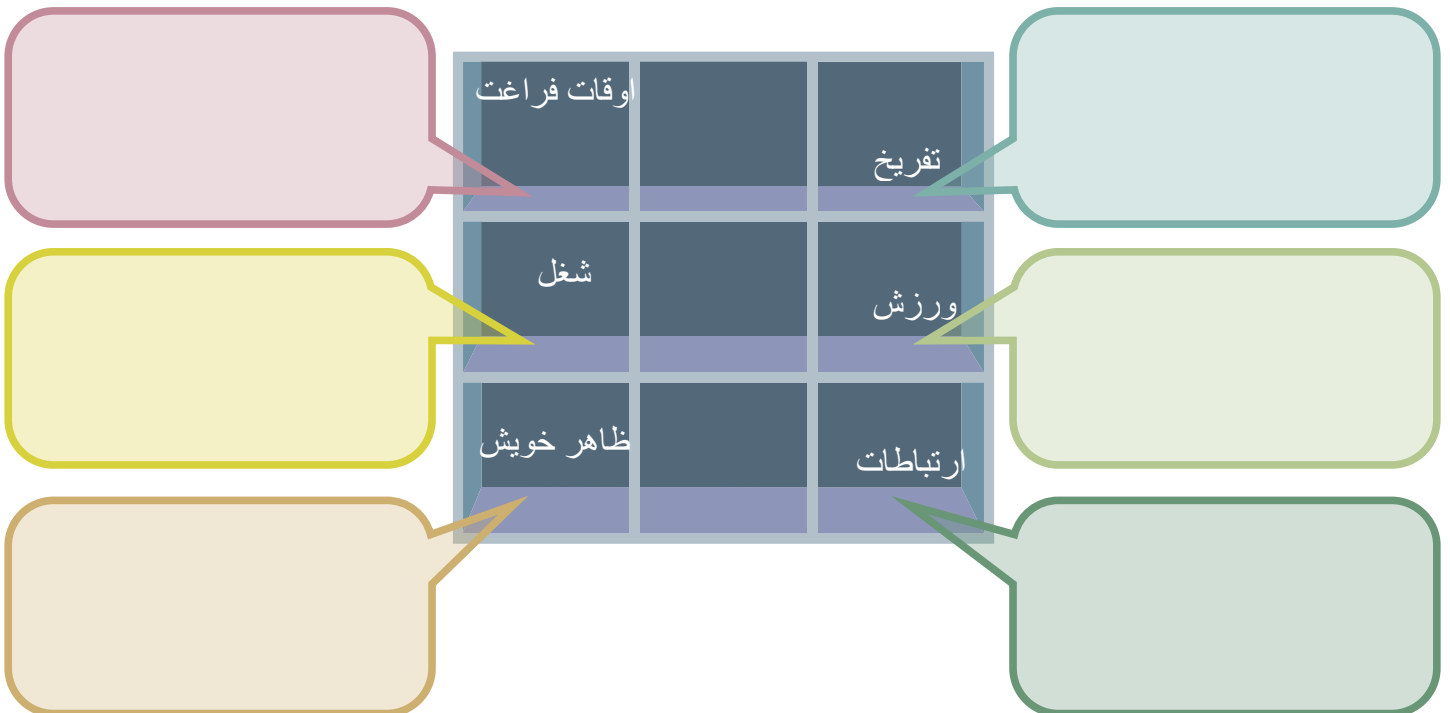 اوقات فراغت
تفریخ
شغل
ورزش
ظاهر خویش
ارتباطات